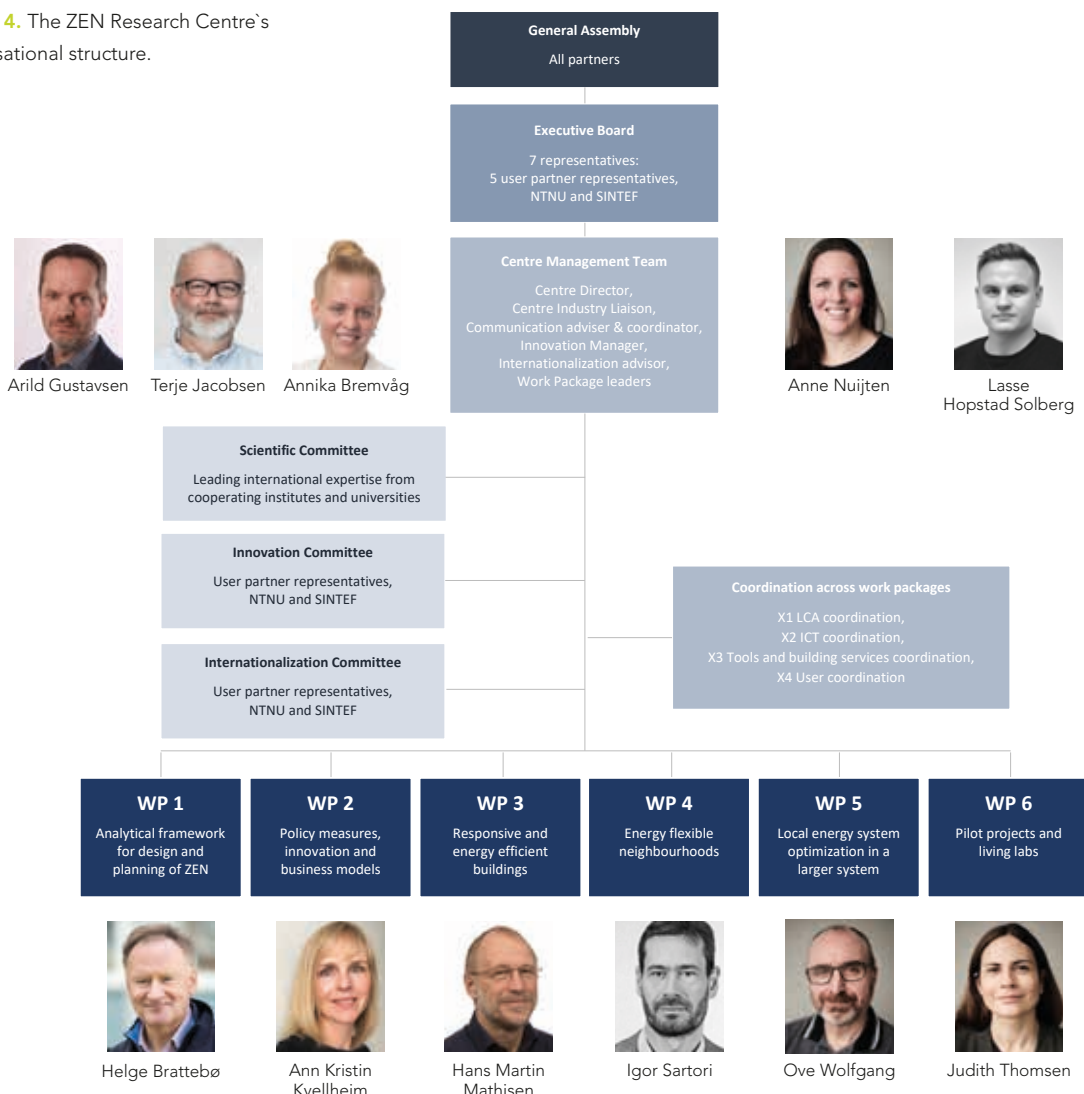 4. The ZEN Research Centre`s
sational structure.
General Assembly
All partners
Executive Board
7 representatives:
5 user partner representatives,
NTNU and SINTEF
Centre Management Team
Centre Director,
Centre Industry Liaison,
Communication adviser & coordinator,
Innovation Manager,
Internationalization advisor,
Work Package leaders
Arild Gustavsen
Terje Jacobsen
Annika Bremvåg
Anne Nuijten
Lasse
Hopstad Solberg
Scientific Committee
Leading international expertise from
cooperating institutes and universities
Innovation Committee
User partner representatives,
NTNU and SINTEF
Internationalization Committee
User partner representatives,
NTNU and SINTEF
Coordination across work packages
X1 LCA coordination,
X2 ICT coordination,
X3 Tools and building services coordination,
X4 User coordination
WP 1
Analytical framework
for design and
planning of ZEN
WP 2
Policy measures,
innovation and
business models
WP 3
Responsive and
energy efficient
buildings
WP 4
Energy flexible
neighbourhoods
WP 5
Local energy system
optimization in a
larger system
WP 6
Pilot projects and
living labs
Helge Brattebø
Ann Kristin
Kvellheim
Hans Martin
Mathisen
Igor Sartori
Ove Wolfgang
Judith Thomsen